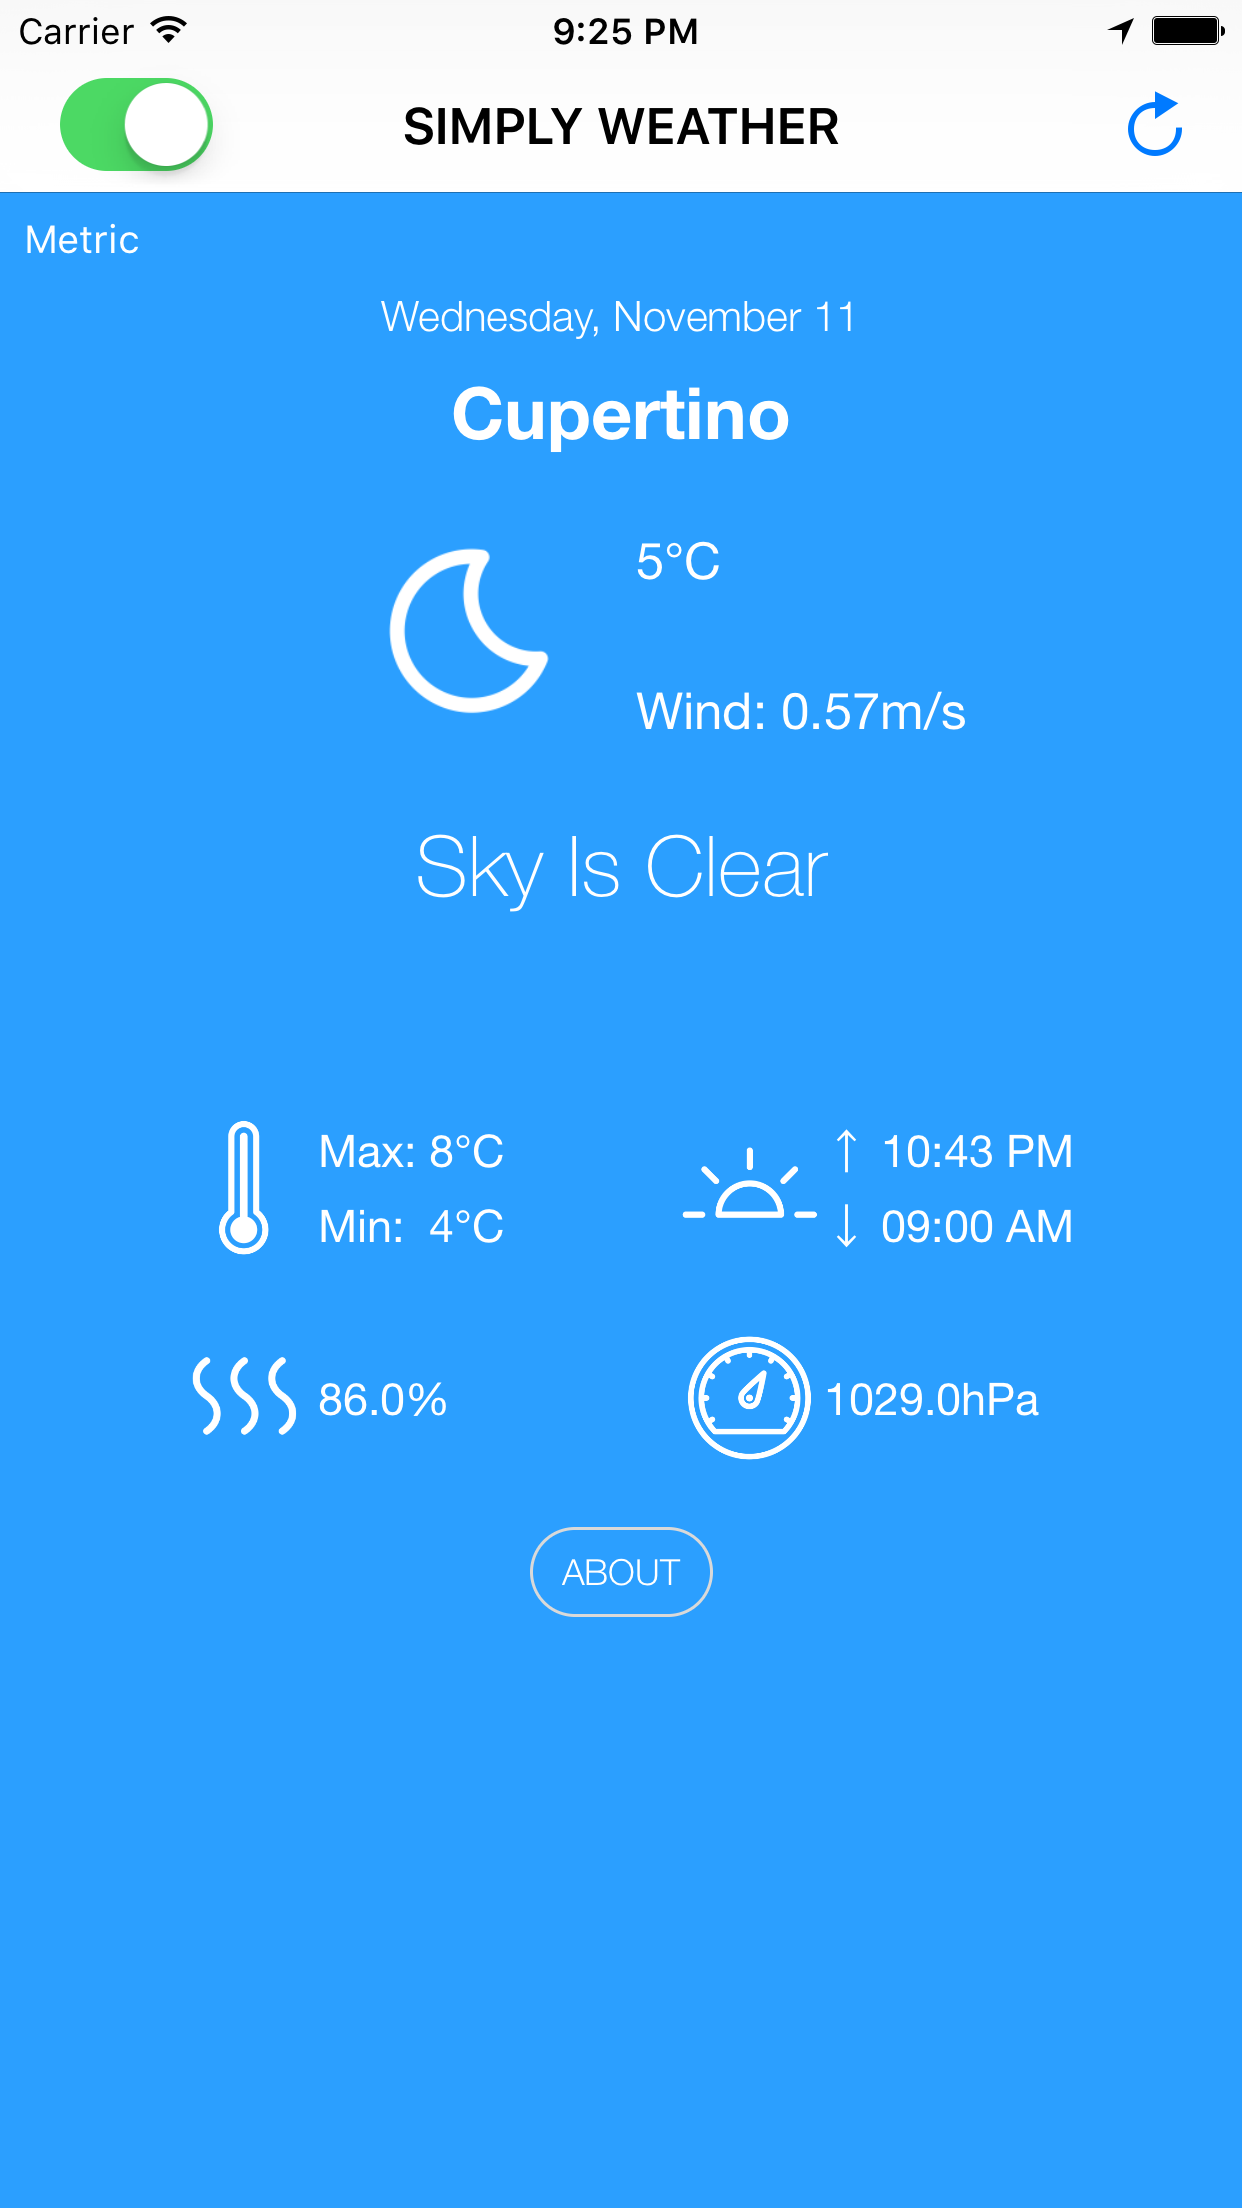 Carrier 9:25 PM
SIMPLY WEATHER
Metric
Wednesday, November 11
Cupertino
5°C
Wind: 0.57m/s
Sky Is Clear
Max: 8°C
Min: 4°C
↑ 10:43 PM
↓ 09:00 AM
86.0%
1029.0hPa
ABOUT